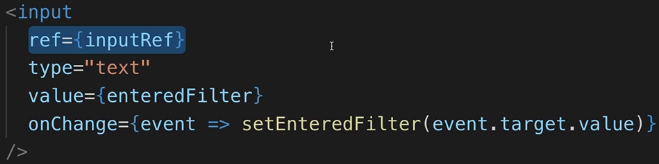 <input
ref={inputRef}
type="text"
value={enteredFilter}
onChange={event => setEnteredFilter(event.target.value)}
/>